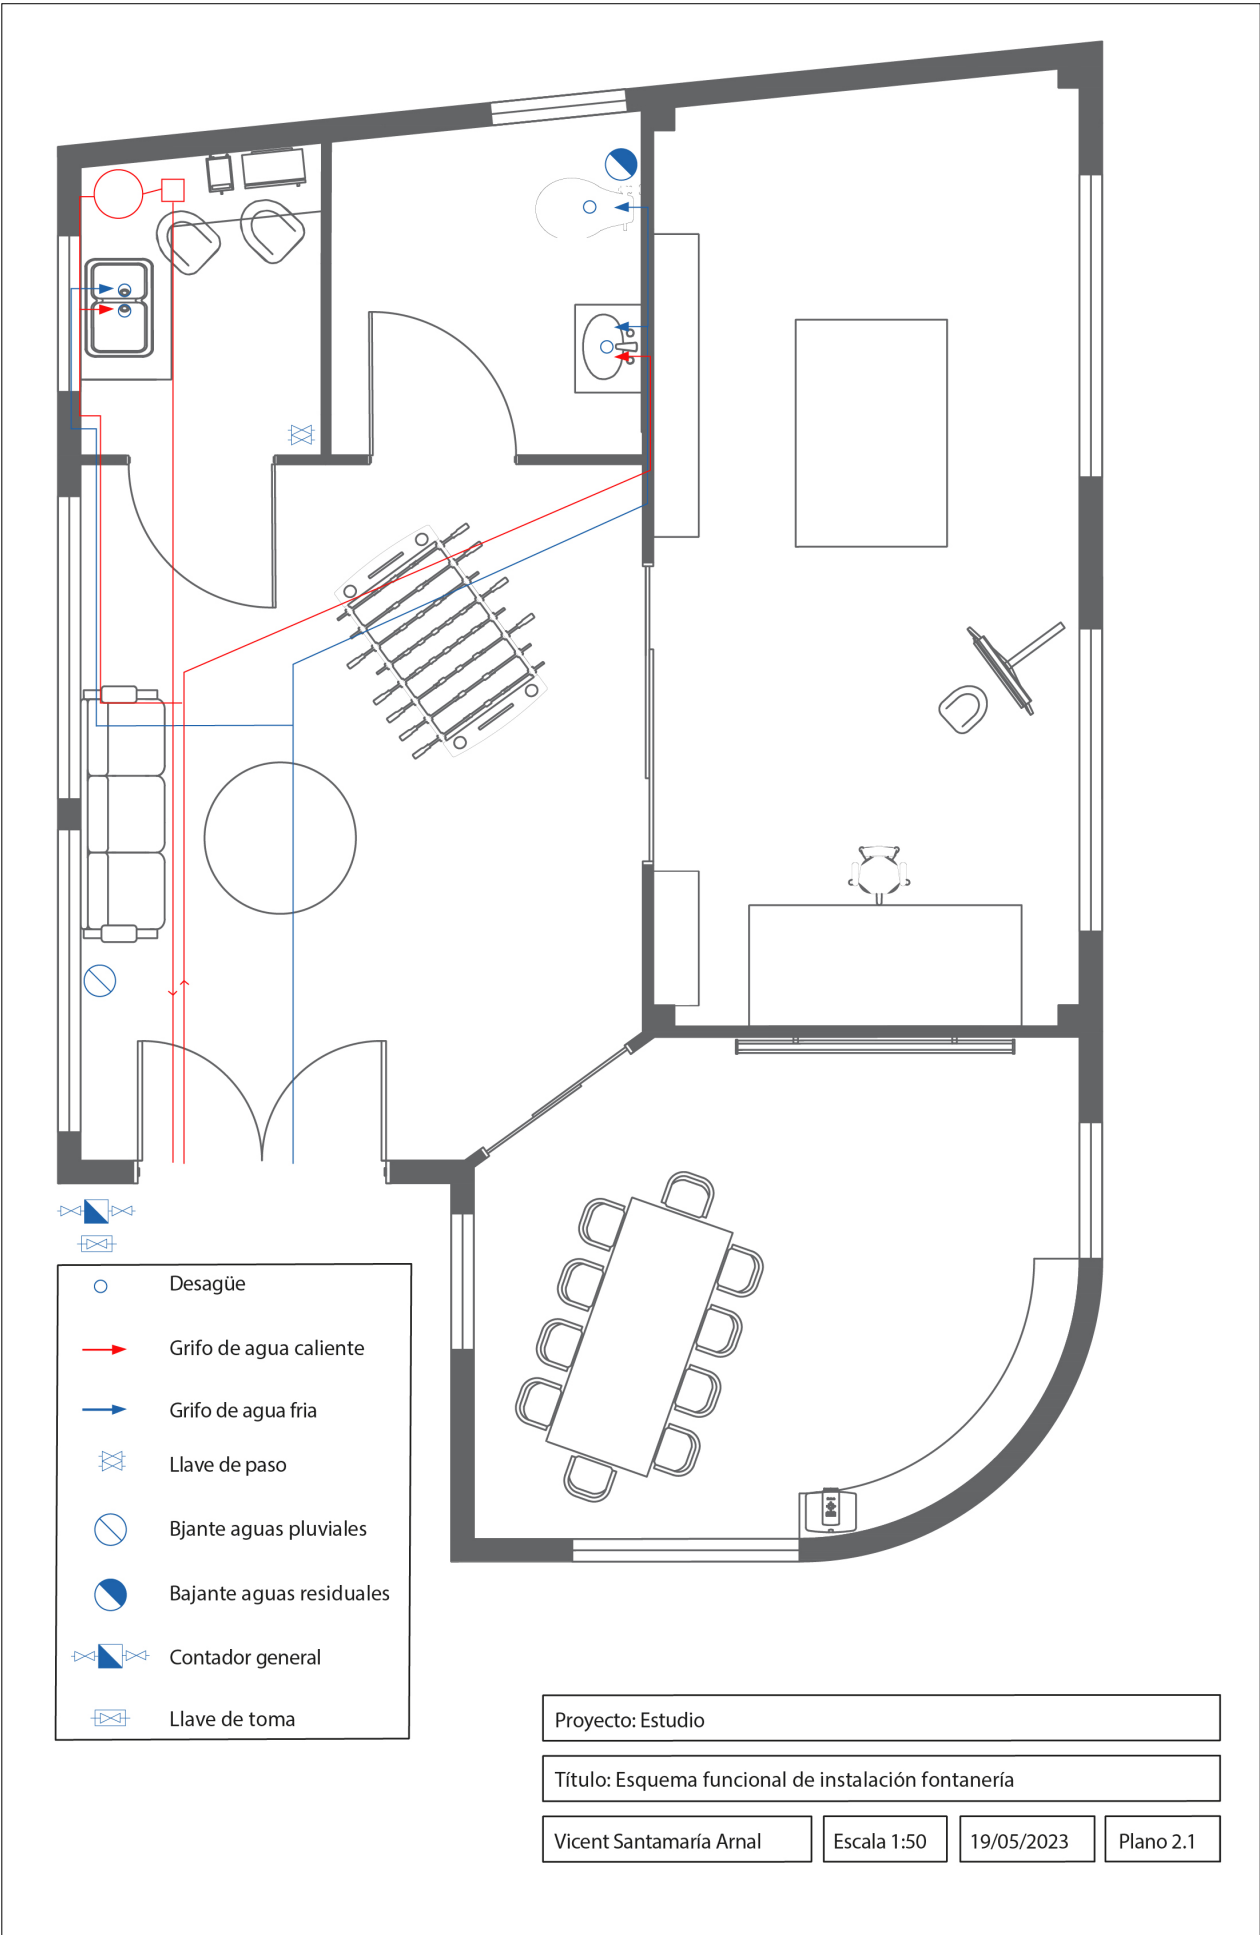 Desagüe
Grifo de agua caliente
Grifo de agua fria
Llave de paso
Bjante aguas pluviales
Bajante aguas residuales
Contador general
Llave de toma
Proyecto: Estudio
Título: Esquema funcional de instalación fontanería
Vicent Santamaría Arnal
Escala 1:50
19/05/2023
Plano 2.1